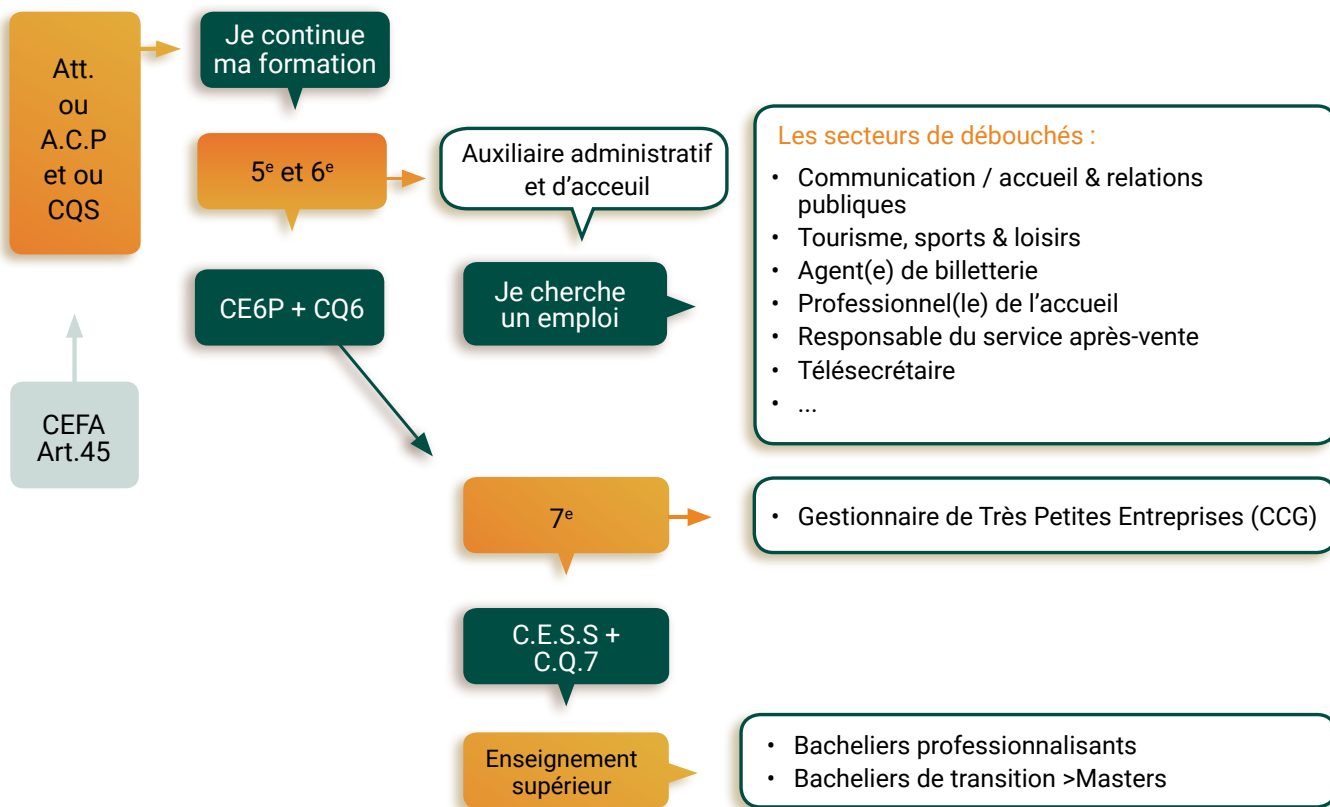 Att.
ou
A.C.P
et ou
CQS
Je continue
ma formation
5e et 6e
Auxiliaire administratif
et d'acceuil
CE6P + CQ6
Je cherche
un emploi
Les secteurs de débouchés :
• Communication / accueil & relations
publiques
• Tourisme, sports & loisirs
• Agent(e) de billetterie
• Professionnel(le) de l'accueil
• Responsable du service après-vente
• Télésecrétaire
• ...
CEFA
Art.45
7e
• Gestionnaire de Très Petites Entreprises (CCG)
C.E.S.S +
C.Q.7
Enseignement
supérieur
• Bacheliers professionnalisants
• Bacheliers de transition >Masters